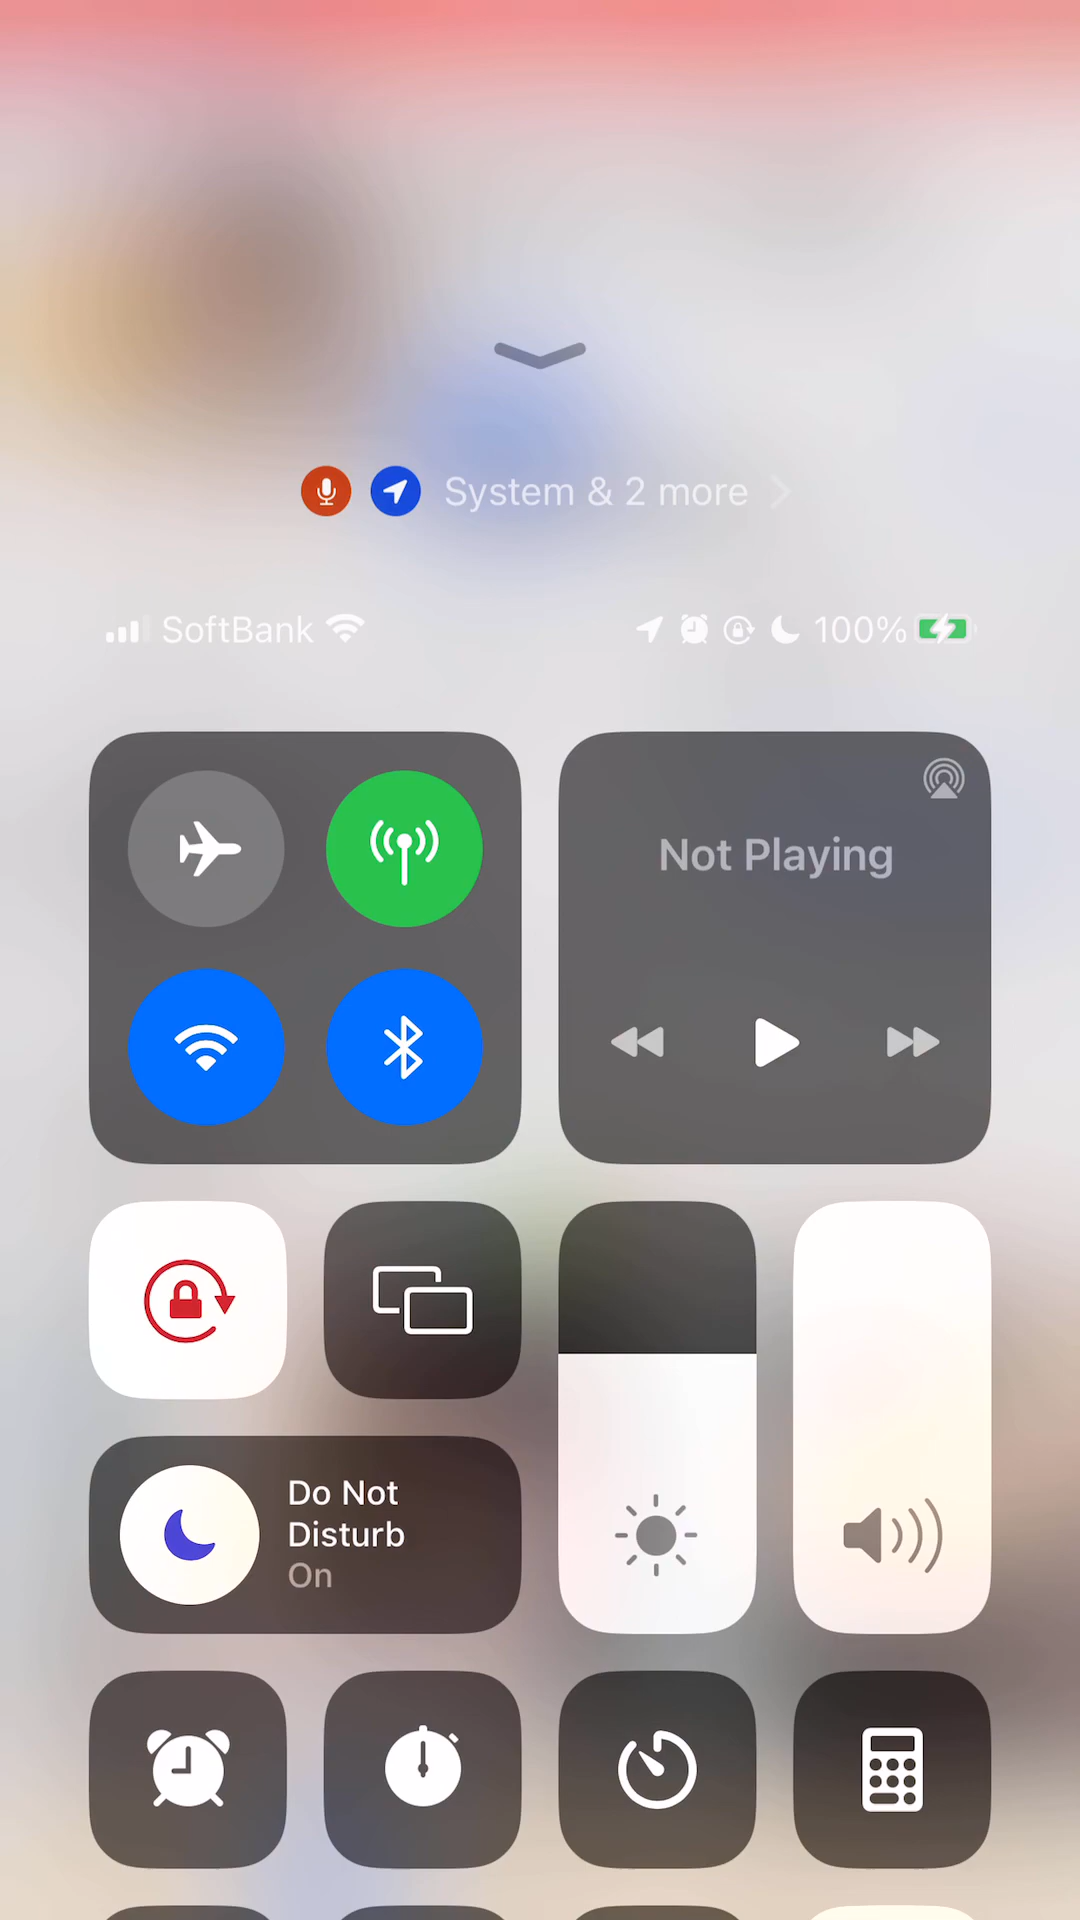 System & 2 more
SoftBank 100%
Not Playing
Do Not
Disturb
On